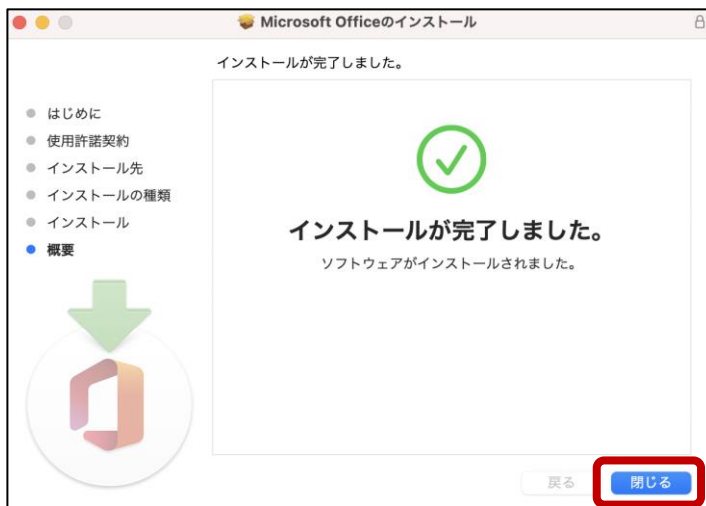 Microsoft Officeのインストール
インストールが完了しました。
はじめに
使用許諾契約
インストール先
インストールの種類
インストール
概要
インストールが完了しました。
ソフトウェアがインストールされました。
戻る
閉じる